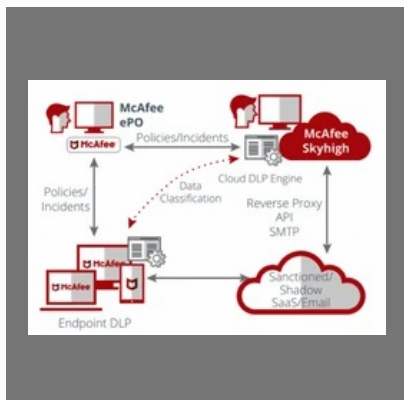 McAfee
ePO
McAfee
Policies/Incidents
McAfee
Skyhigh
Cloud DLP Engine
Data
Classification
Policies/
Incidents
Reverse Proxy
API
SMTP
McAfee
McAfee
Sanctioned/
Shadow
SaaS/Email
Endpoint DLP